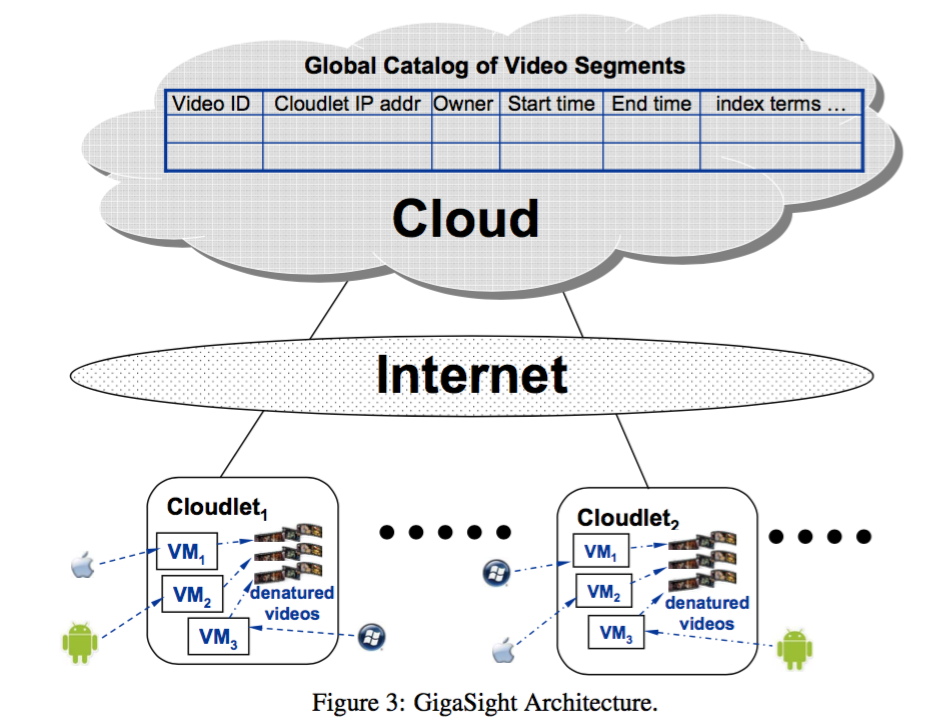 Global Catalog of Video Segments
Video ID Cloudlet IP addr Owner Start time End time index terms ...
Cloud
Internet
Cloudlet1
VM1
VM2
VM3
denatured
videos
Cloudlet2
VM1
VM2
VM3
denatured
videos
Figure 3: GigaSight Architecture.